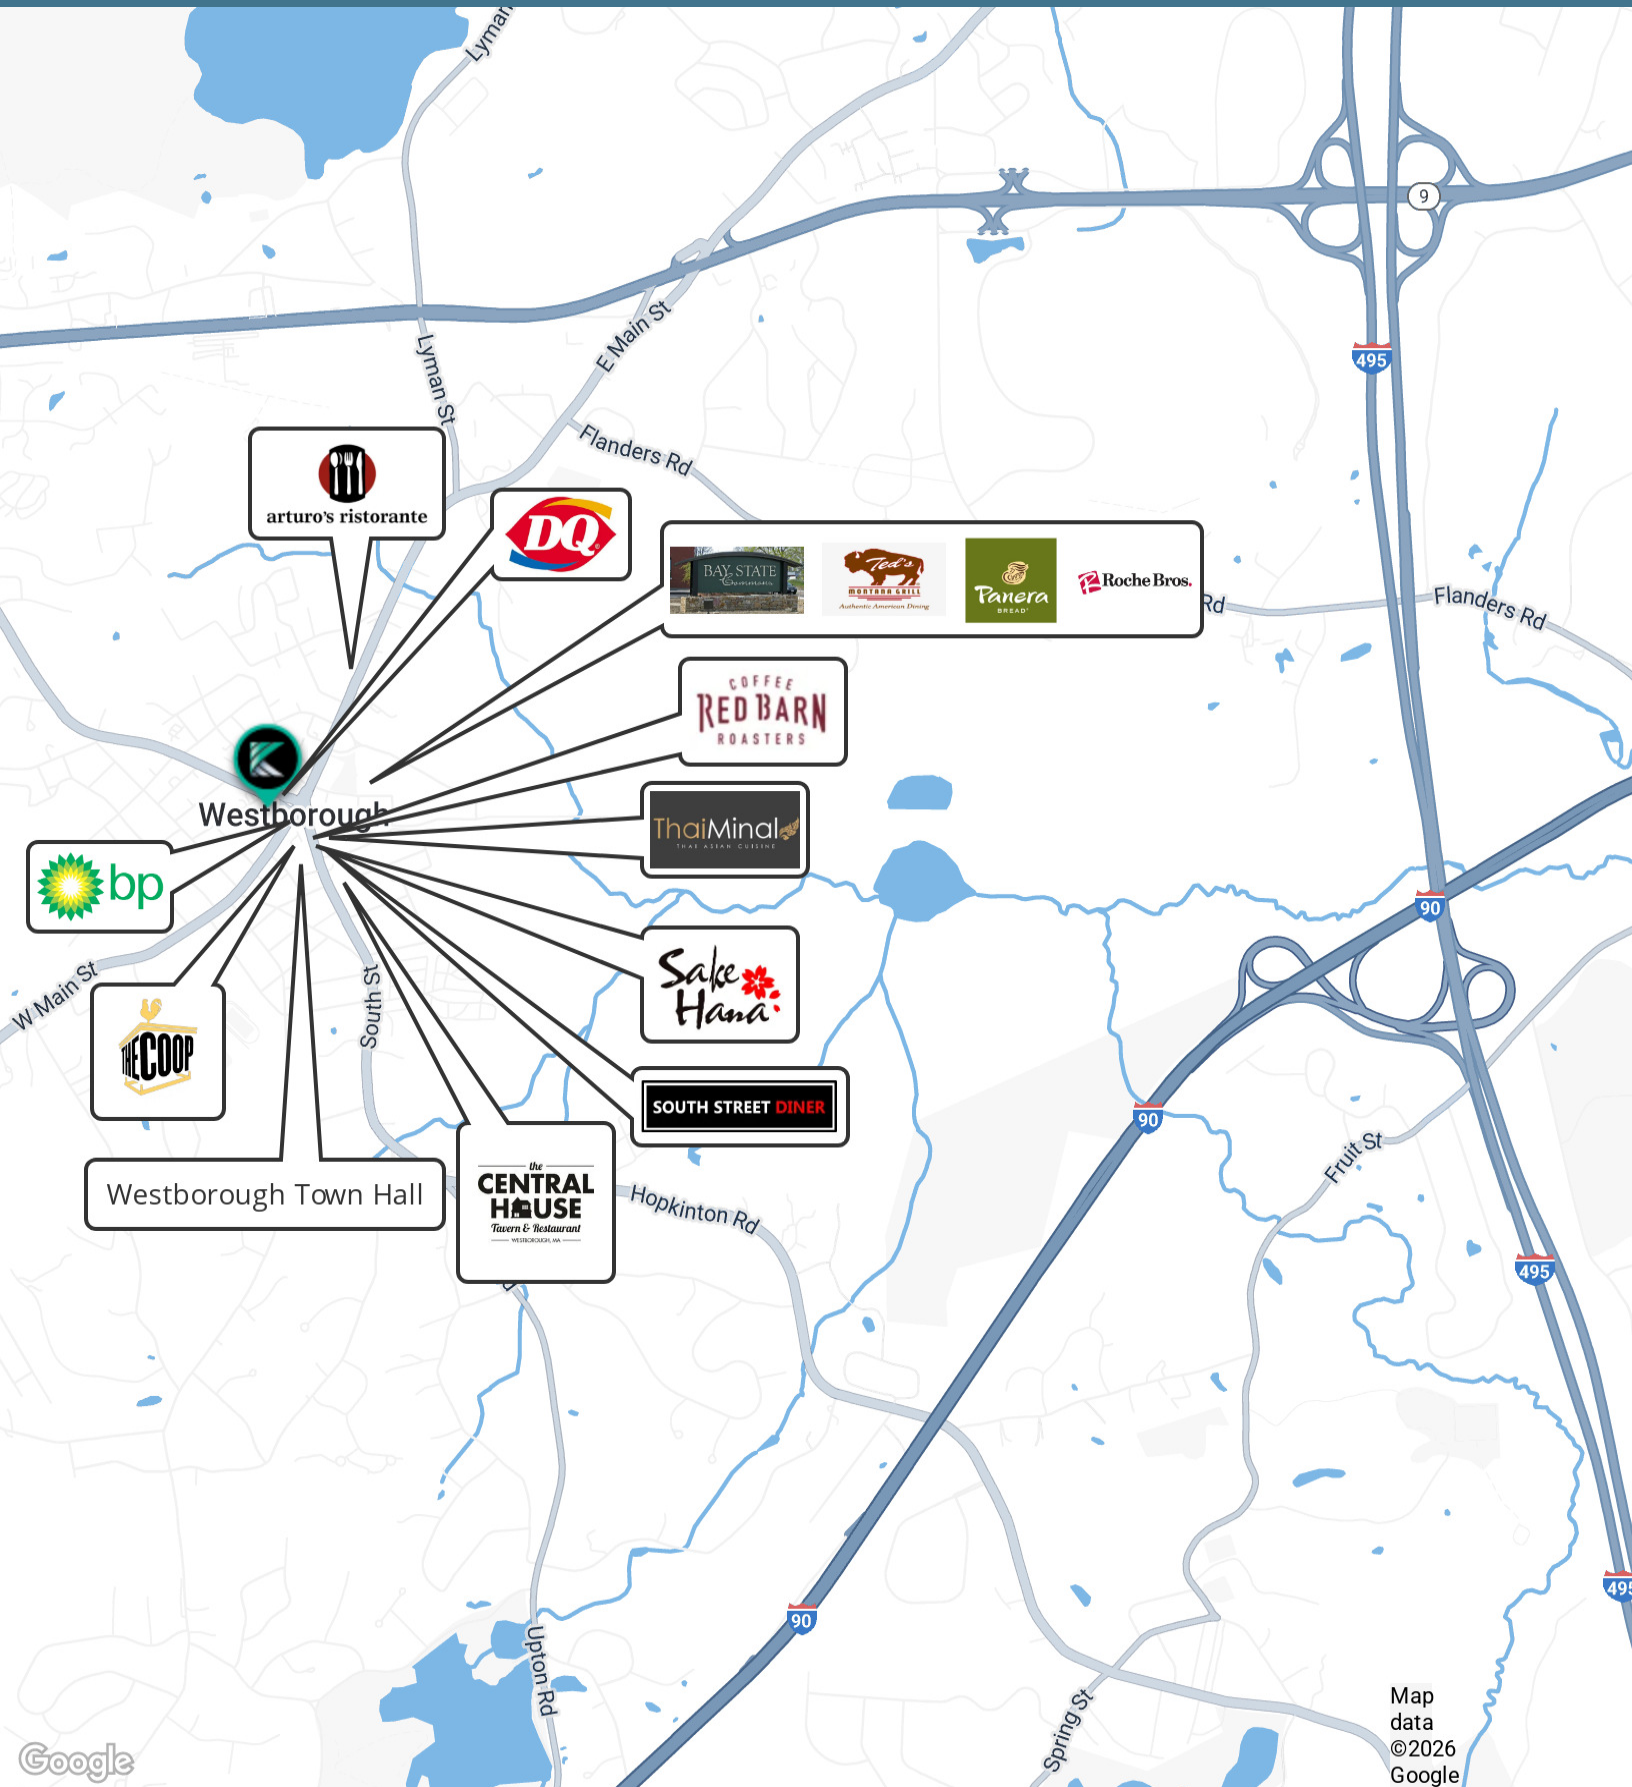 Lyman
9
E Main St
Lyman St
495
Flanders Rd
arturo's ristorante
DQ
BAY STATE
Commons
Ted's
MONTANA GRILL
Authentic American Dining
Panera
BREAD
Roche Bros.
Rd
Flanders Rd
COFFEE
RED BARN
ROASTERS
Westborough
ThaiMinal
THAI ASIAN CUISINE
bp
90
Sake
Hana
W Main St
South St
THE COOP
SOUTH STREET DINER
90
Fruit St
Westborough Town Hall
the
CENTRAL
HOUSE
Tavern & Restaurant
WESTBOROUGH, MA
Hopkinton Rd
495
d
495
90
Upton Rd
Spring St
Map
data
©2026
Google
Google